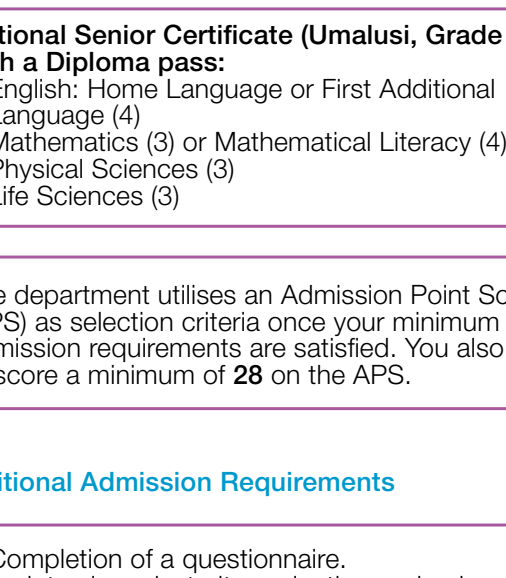 tional Senior Certificate (Umalusi, Grade
h a Diploma pass:
English: Home Language or First Additional
Language (4)
Mathematics (3) or Mathematical Literacy (4)
Physical Sciences (3)
Life Sciences (3)
e department utilises an Admission Point Sc
PS) as selection criteria once your minimum
mission requirements are satisfied. You also
score a minimum of 28 on the APS.
itional Admission Requirements
Completion of a questionnaire.